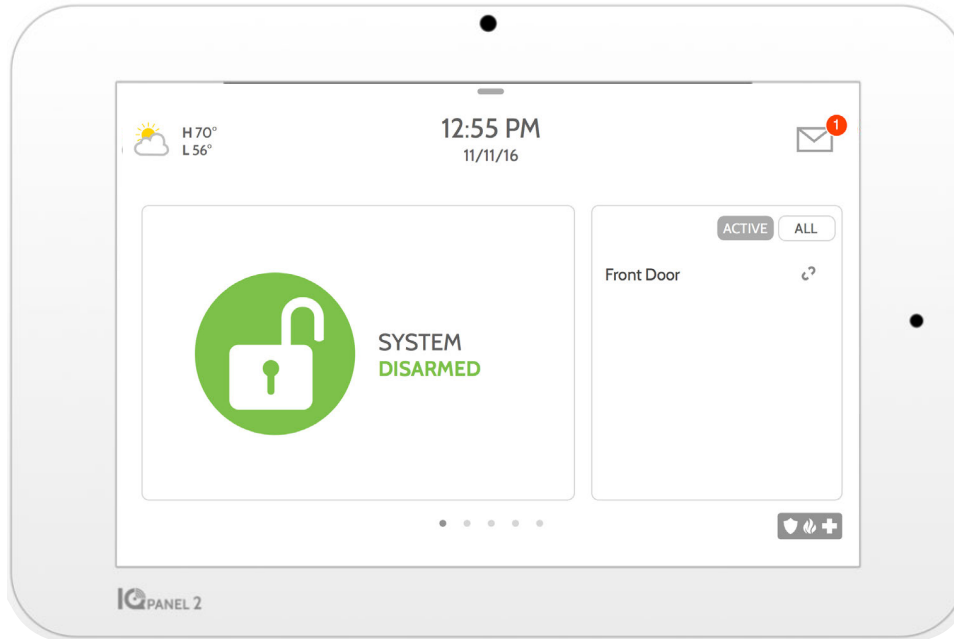 H 70°
L 56°
12:55 PM
11/11/16
1
ACTIVE
ALL
Front Door
SYSTEM
DISARMED
IQ PANEL 2